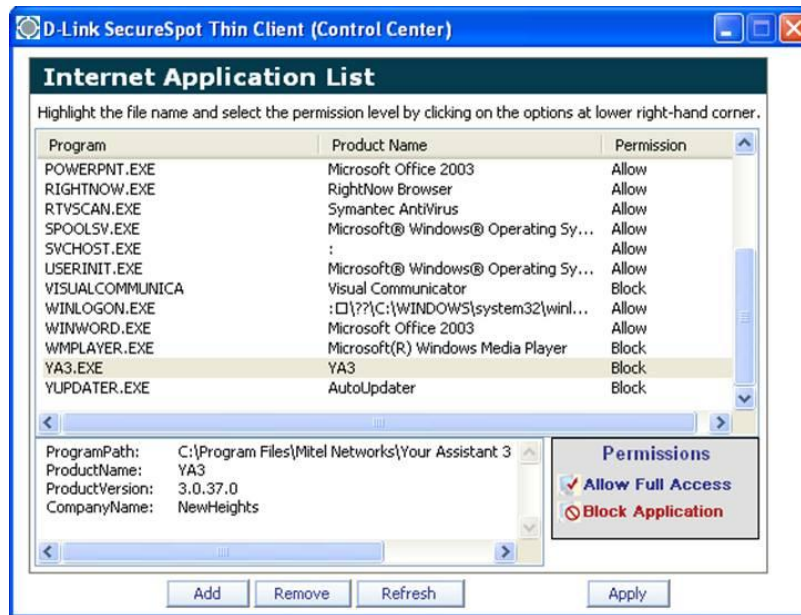 D-Link SecureSpot Thin Client (Control Center)
Internet Application List
Highlight the file name and select the permission level by clicking on the options at lower right-hand corner.
Program Product Name Permission
POWERPNT.EXE Microsoft Office 2003 Allow
RIGHTNOW.EXE RightNow Browser Allow
RTVSCAN.EXE Symantec AntiVirus Allow
SPOOLSV.EXE Microsoft® Windows® Operating Sy... Allow
SVCHOST.EXE : Allow
USERINIT.EXE Microsoft® Windows® Operating Sy... Allow
VISUALCOMMUNICA Visual Communicator Block
WINLOGON.EXE :□\??\C:\WINDOWS\system32\winl... Allow
WINWORD.EXE Microsoft Office 2003 Allow
WMPLAYER.EXE Microsoft(R) Windows Media Player Block
YA3.EXE YA3 Block
YUPDATER.EXE AutoUpdater Block
ProgramPath: C:\Program Files\Mitel Networks\Your Assistant 3
ProductName: YA3
ProductVersion: 3.0.37.0
CompanyName: NewHeights
Permissions
Allow Full Access
Block Application
Add Remove Refresh Apply